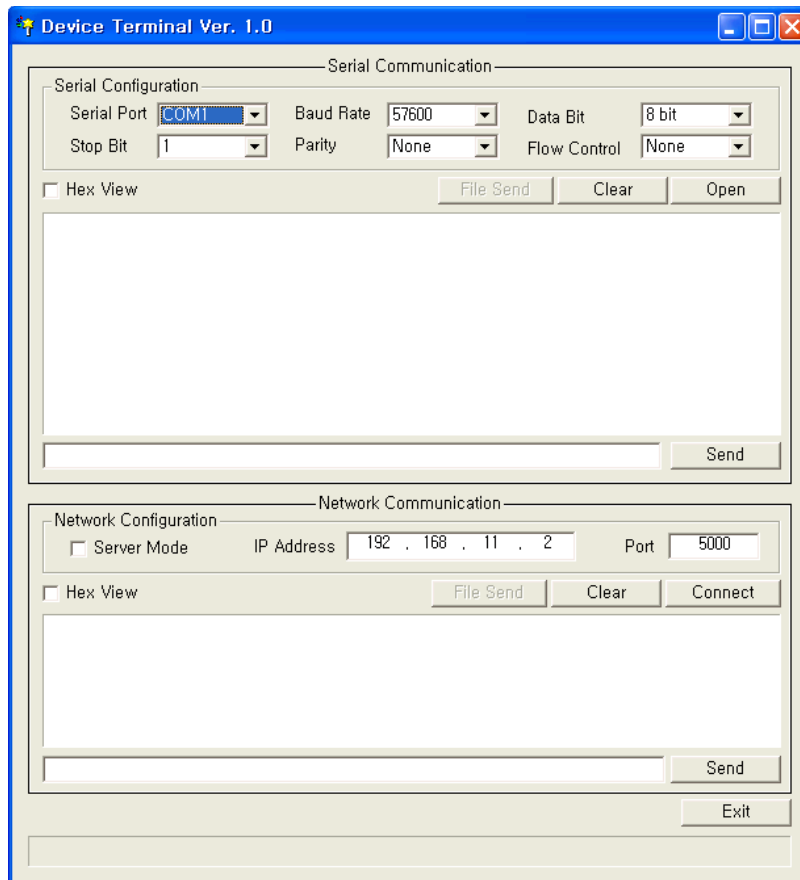 Device Terminal Ver. 1.0
Serial Communication
Serial Configuration
Serial Port COM1 Baud Rate 57600 Data Bit 8 bit
Stop Bit 1 Parity None Flow Control None
Hex View File Send Clear Open
Send
Network Communication
Network Configuration
Server Mode IP Address 192 . 168 . 11 . 2 Port 5000
Hex View File Send Clear Connect
Send
Exit